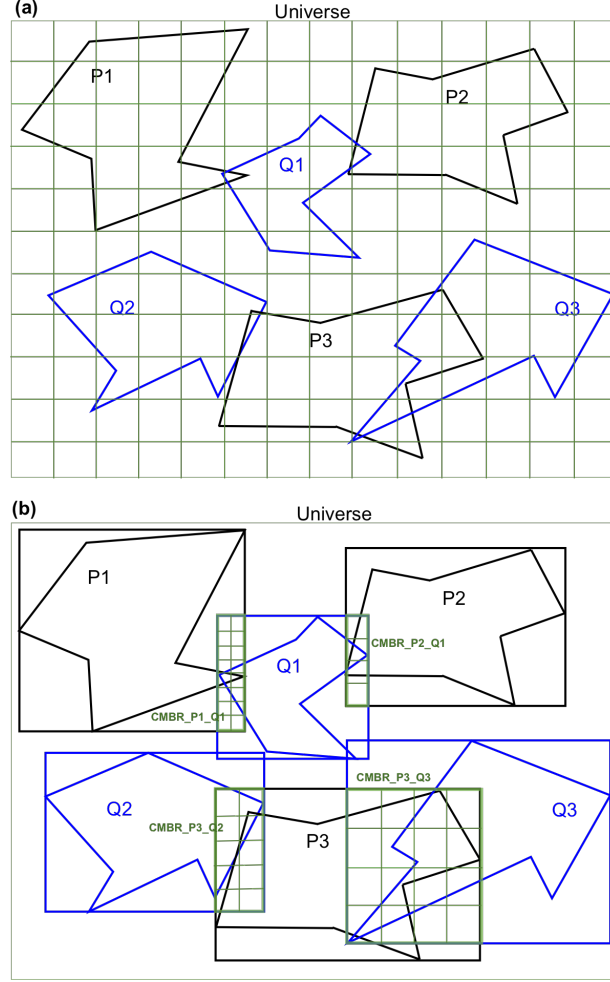 (a)
Universe
P1
P2
Q1
Q2
Q3
P3
(b)
Universe
P1
P2
CMBR_P2_Q1
Q1
CMBR_P1_Q1
CMBR_P3_Q3
Q2
Q3
CMBR_P3_Q2
P3